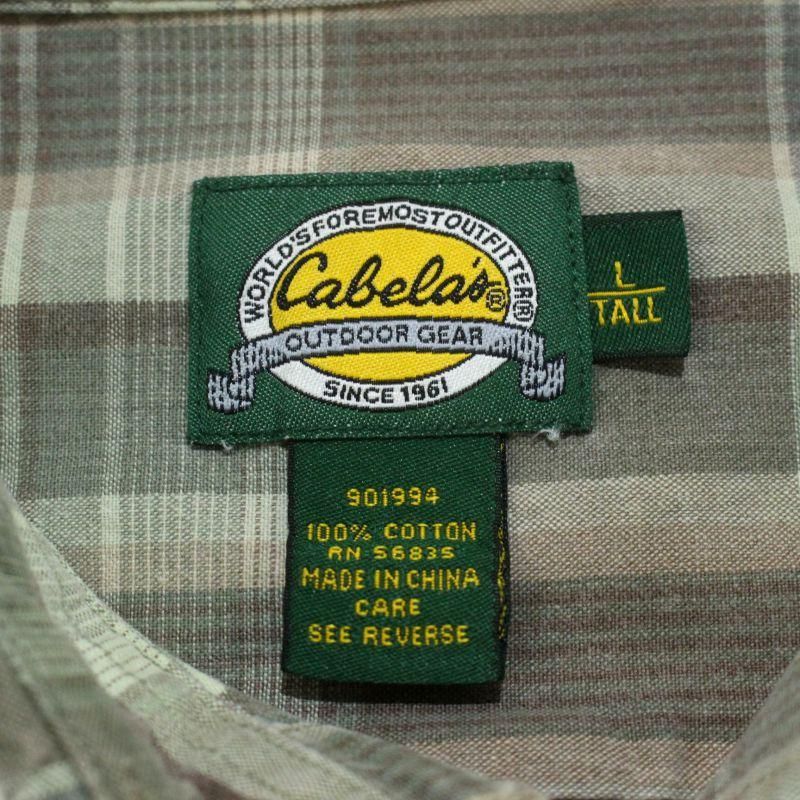 WORLD'S FOREMOST OUTFITTER®
Cabela's®
OUTDOOR GEAR
SINCE 1961
L
TALL
901994
100% COTTON
RN 56835
MADE IN CHINA
CARE
SEE REVERSE